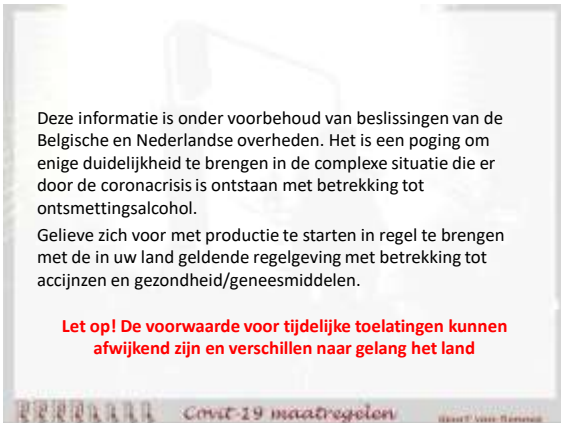 Deze informatie is onder voorbehoud van beslissingen van de
Belgische en Nederlandse overheden. Het is een poging om
enige duidelijkheid te brengen in de complexe situatie die er
door de coronacrisis is ontstaan met betrekking tot
ontsmettingsalcohol.
Gelieve zich voor met productie te starten in regel te brengen
met de in uw land geldende regelgeving met betrekking tot
accijnzen en gezondheid/geneesmiddelen.
Let op! De voorwaarde voor tijdelijke toelatingen kunnen
afwijkend zijn en verschillen naar gelang het land
Covit-19 maatregelen